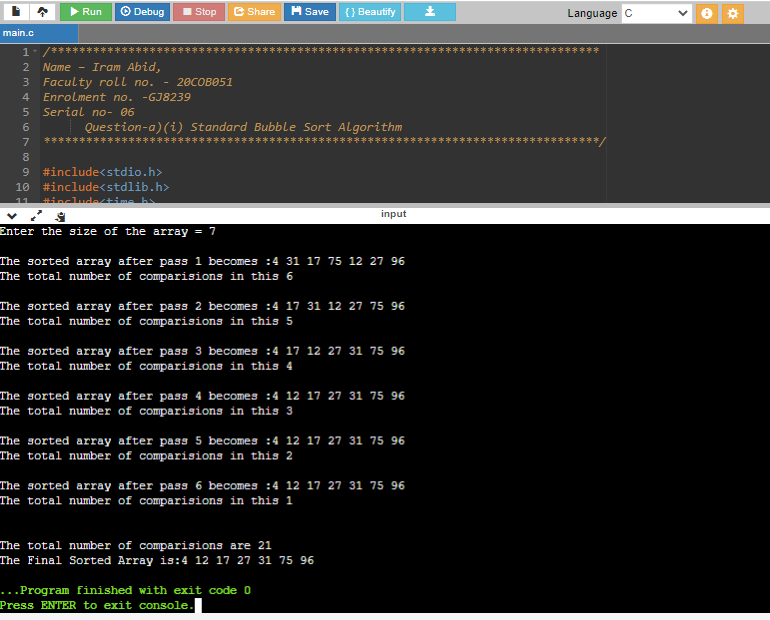 Run Debug Stop Share Save { } Beautify Language C
main.c
1 /******************************************************************************
2 Name – Iram Abid,
3 Faculty roll no. - 20COB051
4 Enrolment no. -GJ8239
5 Serial no- 06
6 Question-a)(i) Standard Bubble Sort Algorithm
7 *******************************************************************************/
8
9 #include<stdio.h>
10 #include<stdlib.h>
11 #include<time.h>
input
Enter the size of the array = 7
The sorted array after pass 1 becomes :4 31 17 75 12 27 96
The total number of comparisions in this 6
The sorted array after pass 2 becomes :4 17 31 12 27 75 96
The total number of comparisions in this 5
The sorted array after pass 3 becomes :4 17 12 27 31 75 96
The total number of comparisions in this 4
The sorted array after pass 4 becomes :4 12 17 27 31 75 96
The total number of comparisions in this 3
The sorted array after pass 5 becomes :4 12 17 27 31 75 96
The total number of comparisions in this 2
The sorted array after pass 6 becomes :4 12 17 27 31 75 96
The total number of comparisions in this 1
The total number of comparisions are 21
The Final Sorted Array is:4 12 17 27 31 75 96
...Program finished with exit code 0
Press ENTER to exit console.